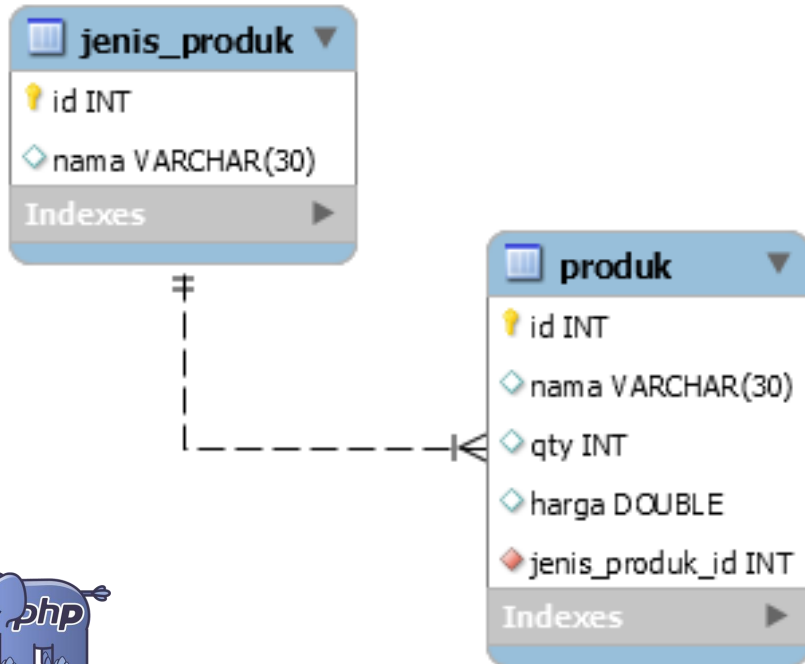 jenis_produk
id INT
nama VARCHAR(30)
Indexes
produk
id INT
nama VARCHAR(30)
qty INT
harga DOUBLE
jenis_produk_id INT
Indexes
php